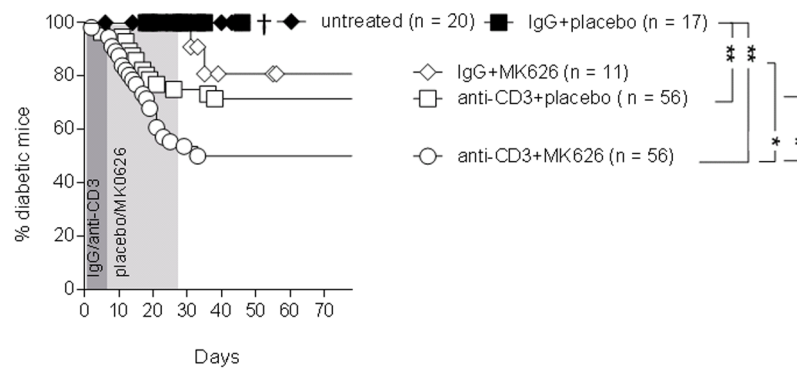 100
80
60
40
20
0
% diabetic mice
IgG/anti-CD3
placebo/MK0626
0 10 20 30 40 50 60 70
Days
†
untreated (n = 20) IgG+placebo (n = 17)
IgG+MK626 (n = 11)
anti-CD3+placebo ( n = 56)
anti-CD3+MK626 (n = 56)
** **
* *